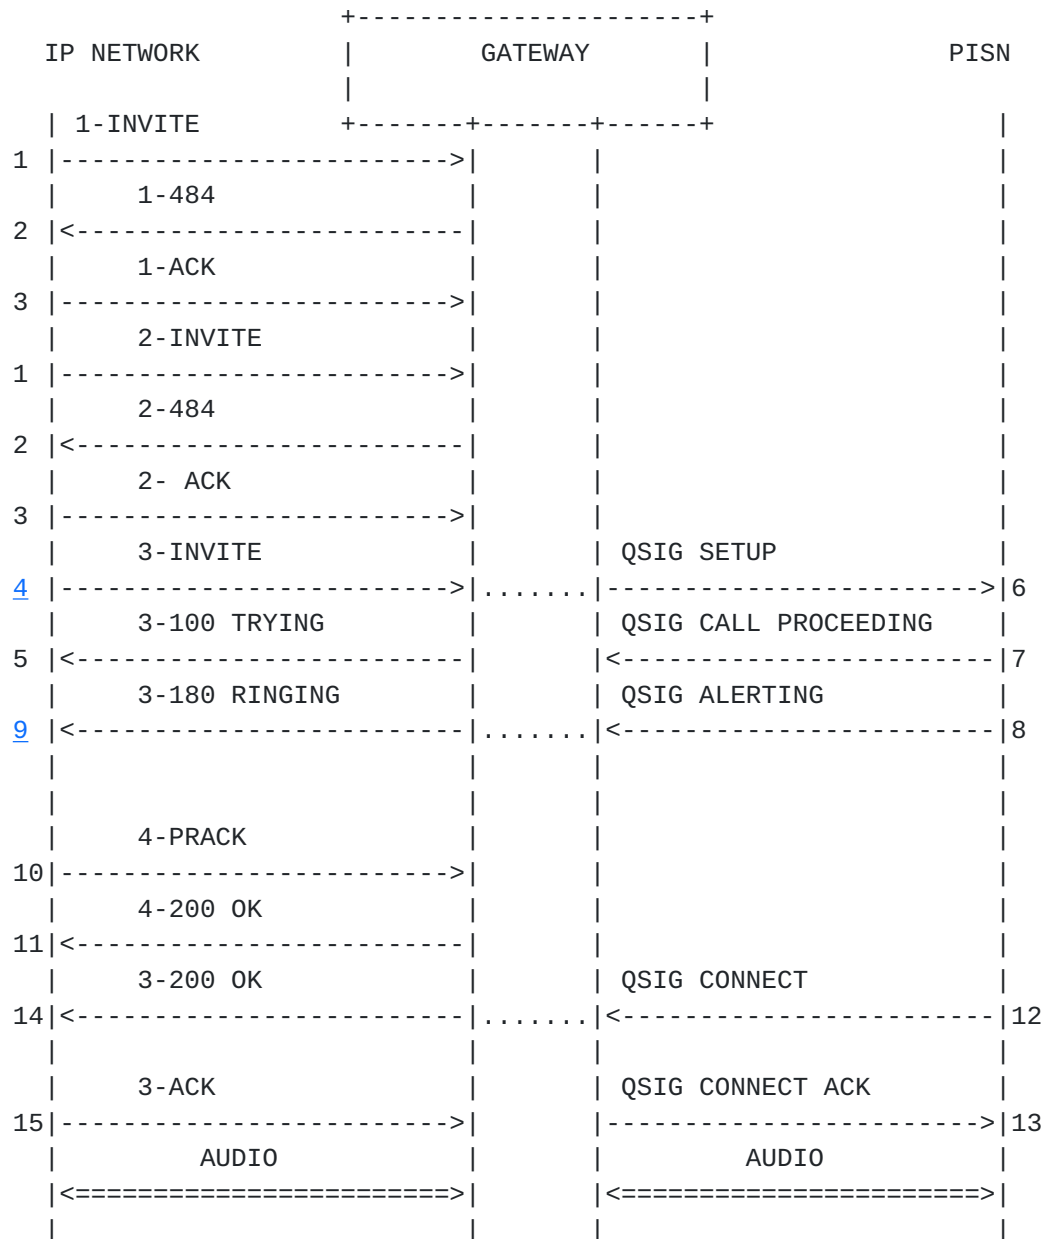 +----------------------+
  IP NETWORK         |        GATEWAY       |               PISN
                     |                      |
  | 1-INVITE         +-------+-------+------+                  |
1 |------------------------->|       |                         |
  |     1-484                |       |                         |
2 |<-------------------------|       |                         |
  |     1-ACK                |       |                         |
3 |------------------------->|       |                         |
  |     2-INVITE             |       |                         |
1 |------------------------->|       |                         |
  |     2-484                |       |                         |
2 |<-------------------------|       |                         |
  |     2- ACK               |       |                         |
3 |------------------------->|       |                         |
  |     3-INVITE             |       | QSIG SETUP              |
4 |------------------------->|.......|------------------------>|6
  |     3-100 TRYING         |       | QSIG CALL PROCEEDING    |
5 |<-------------------------|       |<------------------------|7
  |     3-180 RINGING        |       | QSIG ALERTING           |
9 |<-------------------------|.......|<------------------------|8
  |                          |       |                         |
  |                          |       |                         |
  |     4-PRACK              |       |                         |
10|------------------------->|       |                         |
  |     4-200 OK             |       |                         |
11|<-------------------------|       |                         |
  |     3-200 OK             |       | QSIG CONNECT            |
14|<-------------------------|.......|<------------------------|12
  |                          |       |                         |
  |     3-ACK                |       | QSIG CONNECT ACK        |
15|------------------------->|       |------------------------>|13
  |         AUDIO            |       |         AUDIO           |
  |<========================>|       |<=======================>|
  |                          |       |                         |